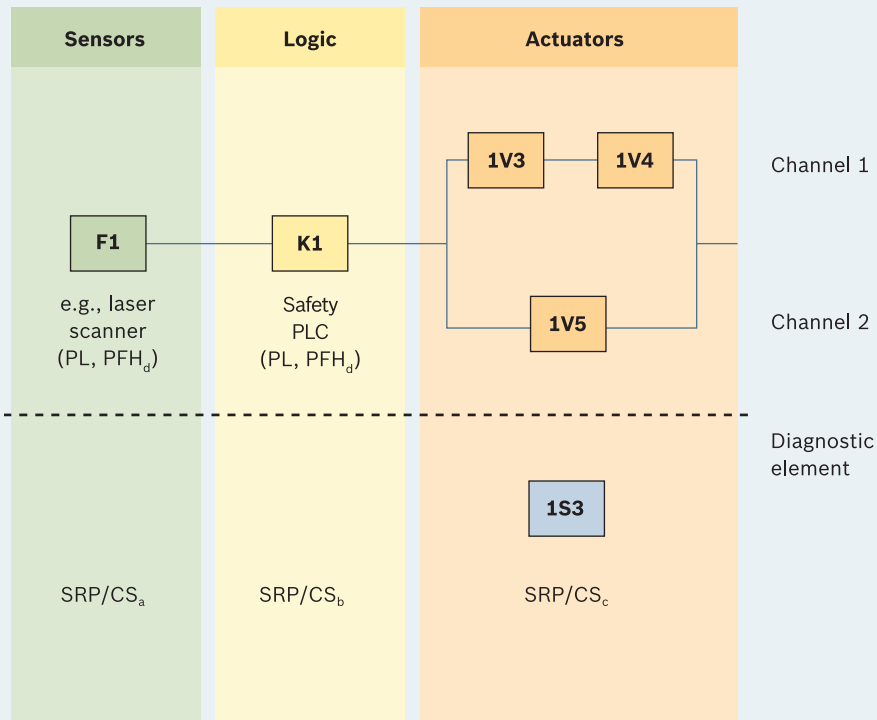 Sensors
Logic
Actuators
1V3
1V4
Channel 1
F1
K1
e.g., laser
scanner
(PL, PFHd)
Safety
PLC
(PL, PFHd)
1V5
Channel 2
Diagnostic
element
1S3
SRP/CSa
SRP/CSb
SRP/CSc